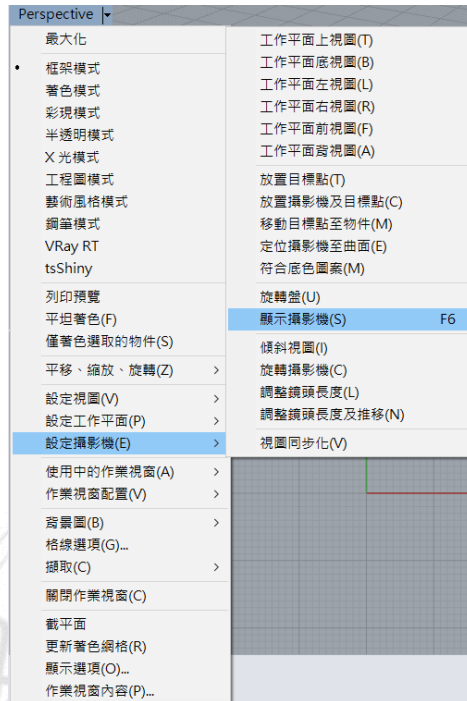 Perspective
最大化
框架模式
著色模式
彩現模式
半透明模式
X 光模式
工程圖模式
藝術風格模式
鋼筆模式
VRay RT
tsShiny
列印預覽
平坦著色(F)
僅著色選取的物件(S)
平移、縮放、旋轉(Z)
設定視圖(V)
設定工作平面(P)
設定攝影機(E)
使用中的作業視窗(A)
作業視窗配置(V)
背景圖(B)
格線選項(G)...
擷取(C)
關閉作業視窗(C)
截平面
更新著色網格(R)
顯示選項(O)...
作業視窗內容(P)...
工作平面上視圖(T)
工作平面底視圖(B)
工作平面左視圖(L)
工作平面右視圖(R)
工作平面前視圖(F)
工作平面背視圖(A)
放置目標點(T)
放置攝影機及目標點(C)
移動目標點至物件(M)
定位攝影機至曲面(E)
符合底色圖案(M)
旋轉盤(U)
顯示攝影機(S) F6
傾斜視圖(I)
旋轉攝影機(C)
調整鏡頭長度(L)
調整鏡頭長度及推移(N)
視圖同步化(V)